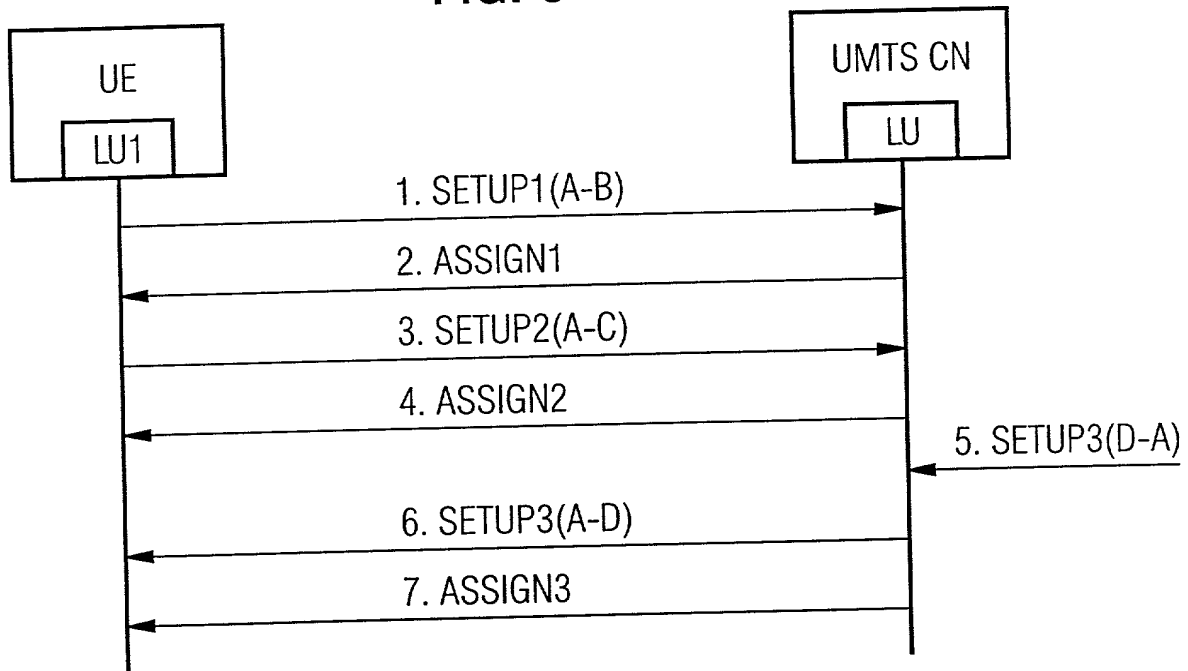 UE
UMTS CN
LU1
LU
1. SETUP1(A-B)
2. ASSIGN1
3. SETUP2(A-C)
4. ASSIGN2
5. SETUP3(D-A)
6. SETUP3(A-D)
7. ASSIGN3